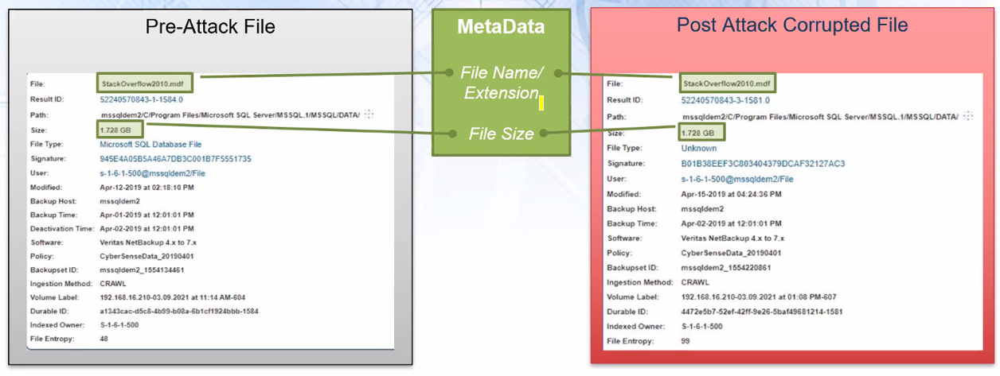 Pre-Attack File
File: StackOverflow2010.mdf
Result ID: 52240570843-1-1584.0
Path: mssqldem2/C/Program Files/Microsoft SQL Server/MSSQL.1/MSSQL/DATA/
Size: 1.728 GB
File Type: Microsoft SQL Database File
Signature: 945E4A05B5A46A7DB3C001B7F5551735
User: s-1-6-1-500@mssqldem2/File
Modified: Apr-12-2019 at 02:18:10 PM
Backup Host: mssqldem2
Backup Time: Apr-01-2019 at 12:01:01 PM
Deactivation Time: Apr-02-2019 at 12:01:01 PM
Software: Veritas NetBackup 4.x to 7.x
Policy: CyberSenseData_20190401
Backupset ID: mssqldem2_1554134461
Ingestion Method: CRAWL
Volume Label: 192.168.16.210-03.09.2021 at 11:14 AM-604
Durable ID: a1343cac-d5c8-4b99-b08a-6b1cf1924bbb-1584
Indexed Owner: S-1-6-1-500
File Entropy: 48
MetaData
File Name/
Extension
File Size
Post Attack Corrupted File
File: StackOverflow2010.mdf
Result ID: 52240570843-3-1581.0
Path: mssqldem2/C/Program Files/Microsoft SQL Server/MSSQL.1/MSSQL/DATA/
Size: 1.728 GB
File Type: Unknown
Signature: B01B38EEF3C803404379DCAF32127AC3
User: s-1-6-1-500@mssqldem2/File
Modified: Apr-15-2019 at 04:24:36 PM
Backup Host: mssqldem2
Backup Time: Apr-02-2019 at 12:01:01 PM
Software: Veritas NetBackup 4.x to 7.x
Policy: CyberSenseData_20190401
Backupset ID: mssqldem2_1554220861
Ingestion Method: CRAWL
Volume Label: 192.168.16.210-03.09.2021 at 01:08 PM-607
Durable ID: 4472e5b7-52ef-42ff-9e26-5baf49681214-1581
Indexed Owner: S-1-6-1-500
File Entropy: 99